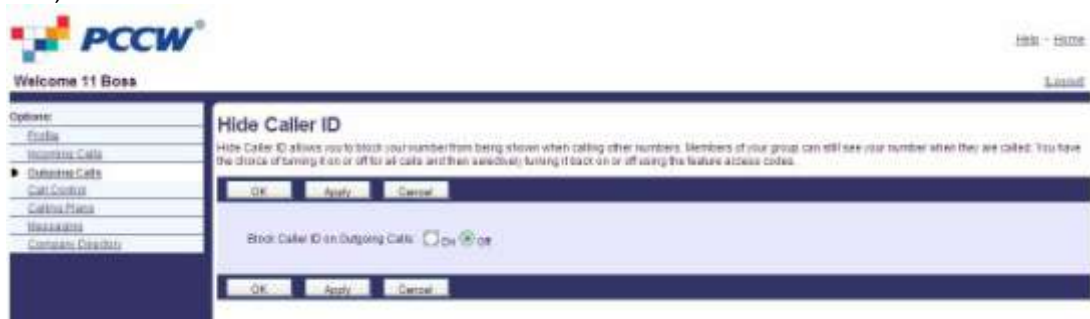 PCCW®
Help - Home
Welcome 11 Boss
Logout
Options:
Profile
Incoming Calls
Outgoing Calls
Call Control
Calling Plans
Messaging
Company Directory
Hide Caller ID
Hide Caller ID allows you to block your number from being shown when calling other numbers. Members of your group can still see your number when they are called. You have
the choice of turning it on or off for all calls and then selectively turning it back on or off using the feature access codes.
OK Apply Cancel
Block Caller ID on Outgoing Calls: On Off
OK Apply Cancel